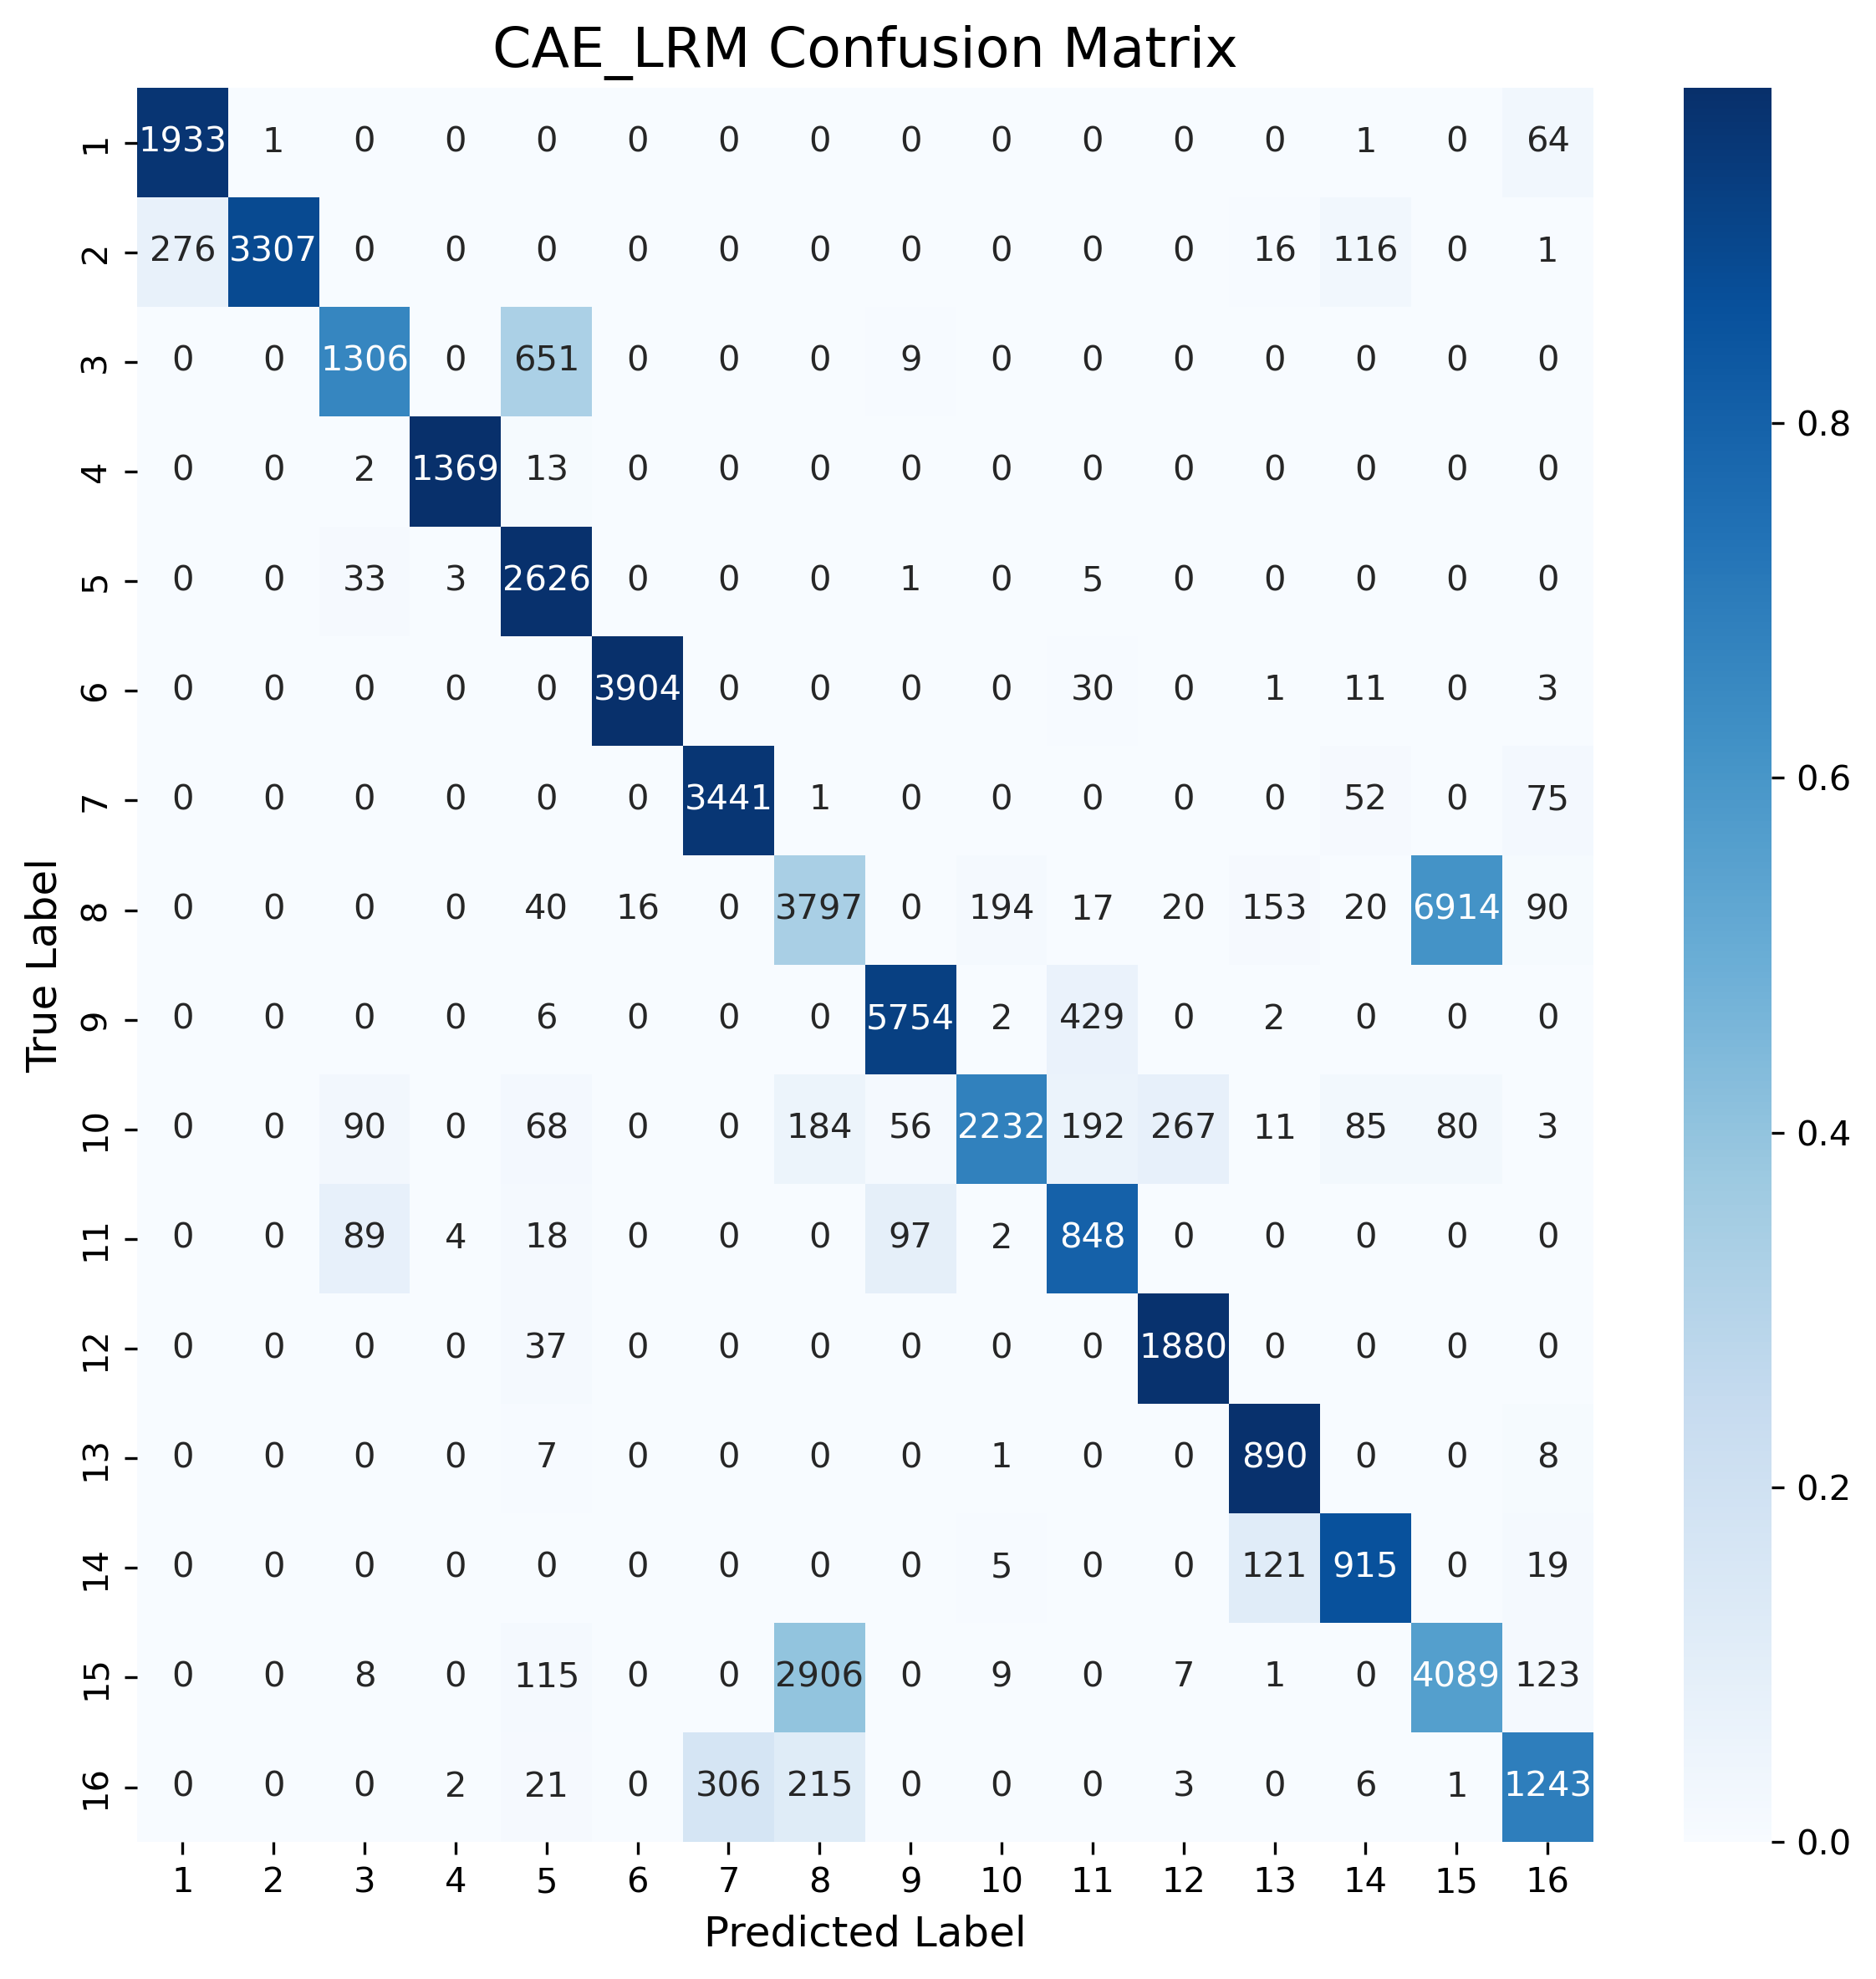 CAE_LRM Confusion Matrix
1 1933 1 0 0 0 0 0 0 0 0 0 0 0 1 0 64
2 276 3307 0 0 0 0 0 0 0 0 0 0 16 116 0 1
3 0 0 1306 0 651 0 0 0 9 0 0 0 0 0 0 0
4 0 0 2 1369 13 0 0 0 0 0 0 0 0 0 0 0
5 0 0 33 3 2626 0 0 0 1 0 5 0 0 0 0 0
6 0 0 0 0 0 3904 0 0 0 0 30 0 1 11 0 3
7 0 0 0 0 0 0 3441 1 0 0 0 0 0 52 0 75
8 0 0 0 0 40 16 0 3797 0 194 17 20 153 20 6914 90
9 0 0 0 0 6 0 0 0 5754 2 429 0 2 0 0 0
10 0 0 90 0 68 0 0 184 56 2232 192 267 11 85 80 3
11 0 0 89 4 18 0 0 0 97 2 848 0 0 0 0 0
12 0 0 0 0 37 0 0 0 0 0 0 1880 0 0 0 0
13 0 0 0 0 7 0 0 0 0 1 0 0 890 0 0 8
14 0 0 0 0 0 0 0 0 0 5 0 0 121 915 0 19
15 0 0 8 0 115 0 0 2906 0 9 0 7 1 0 4089 123
16 0 0 0 2 21 0 306 215 0 0 0 3 0 6 1 1243
1 2 3 4 5 6 7 8 9 10 11 12 13 14 15 16
Predicted Label
True Label
0.8
0.6
0.4
0.2
0.0